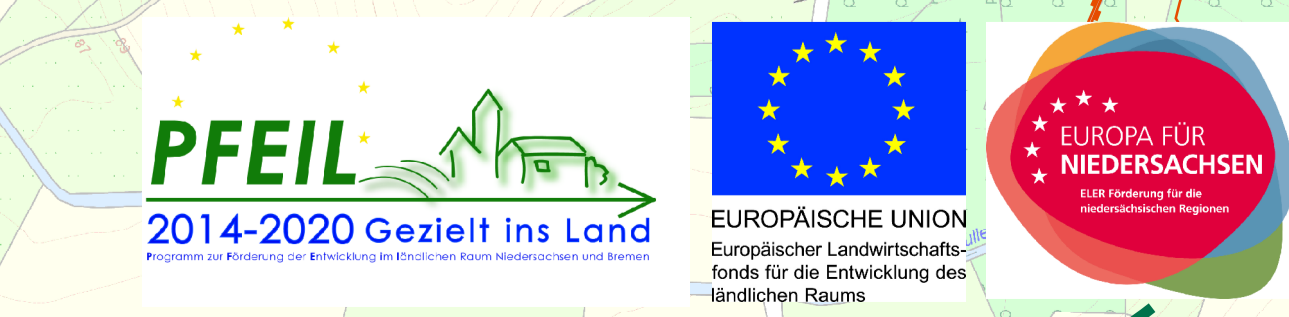 PFEIL
2014-2020 Gezielt ins Land
Programm zur Förderung der Entwicklung im ländlichen Raum Niedersachsen und Bremen
EUROPÄISCHE UNION
Europäischer Landwirtschafts-
fonds für die Entwicklung des
ländlichen Raums
EUROPA FÜR
NIEDERSACHSEN
ELER Förderung für die
niedersächsischen Regionen
87